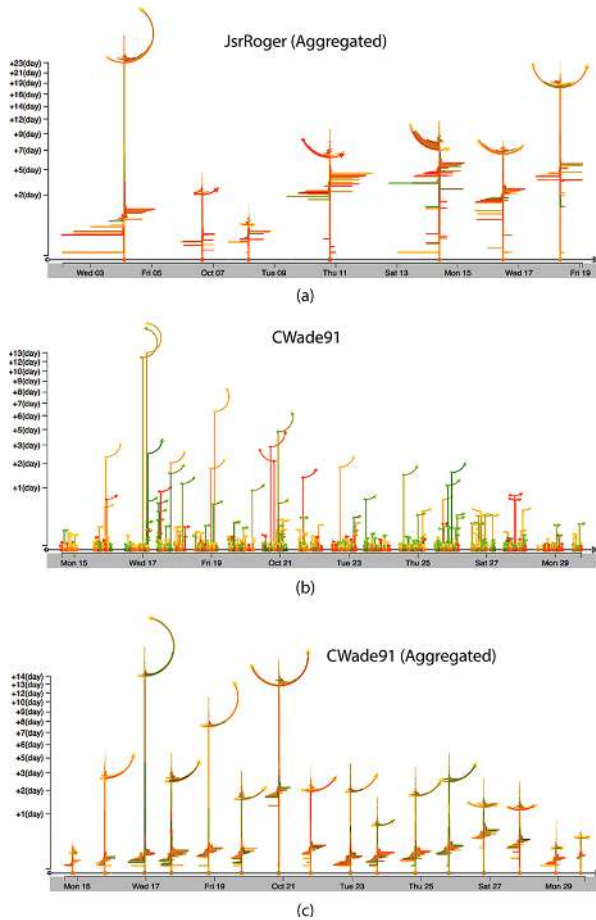 JsrRoger (Aggregated)
+23(day)
+21(day)
+19(day)
+16(day)
+14(day)
+12(day)
+9(day)
+7(day)
+5(day)
+2(day)
Wed 03 Fri 05 Oct 07 Tue 09 Thu 11 Sat 13 Mon 15 Wed 17 Fri 19
(a)
CWade91
+13(day)
+12(day)
+10(day)
+9(day)
+8(day)
+7(day)
+6(day)
+5(day)
+3(day)
+2(day)
+1(day)
Mon 15 Wed 17 Fri 19 Oct 21 Tue 23 Thu 25 Sat 27 Mon 29
(b)
CWade91 (Aggregated)
+14(day)
+13(day)
+12(day)
+10(day)
+9(day)
+8(day)
+7(day)
+6(day)
+5(day)
+3(day)
+2(day)
+1(day)
Mon 15 Wed 17 Fri 19 Oct 21 Tue 23 Thu 25 Sat 27 Mon 29
(c)